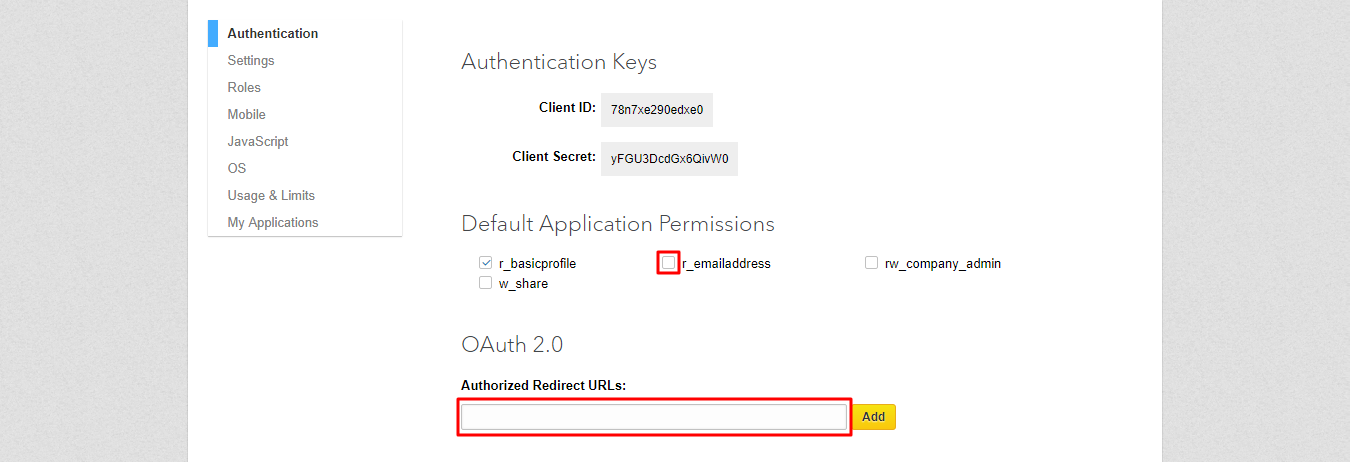 Authentication
Settings
Roles
Mobile
JavaScript
OS
Usage & Limits
My Applications
Authentication Keys
Client ID: 78n7xe290edxe0
Client Secret: yFGU3DcdGx6QivW0
Default Application Permissions
r_basicprofile r_emailaddress rw_company_admin
w_share
OAuth 2.0
Authorized Redirect URLs:
Add